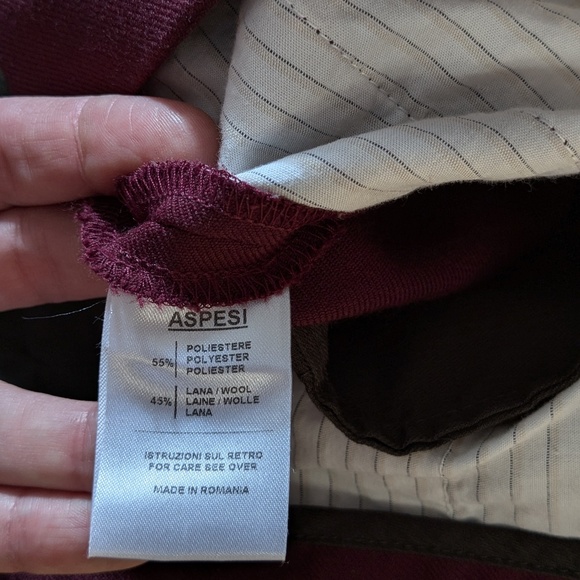 ASPESI
55%
POLIESTERE
POLYESTER
POLIESTER
45%
LANA / WOOL
LAINE / WOLLE
LANA
ISTRUZIONI SUL RETRO
FOR CARE SEE OVER
MADE IN ROMANIA